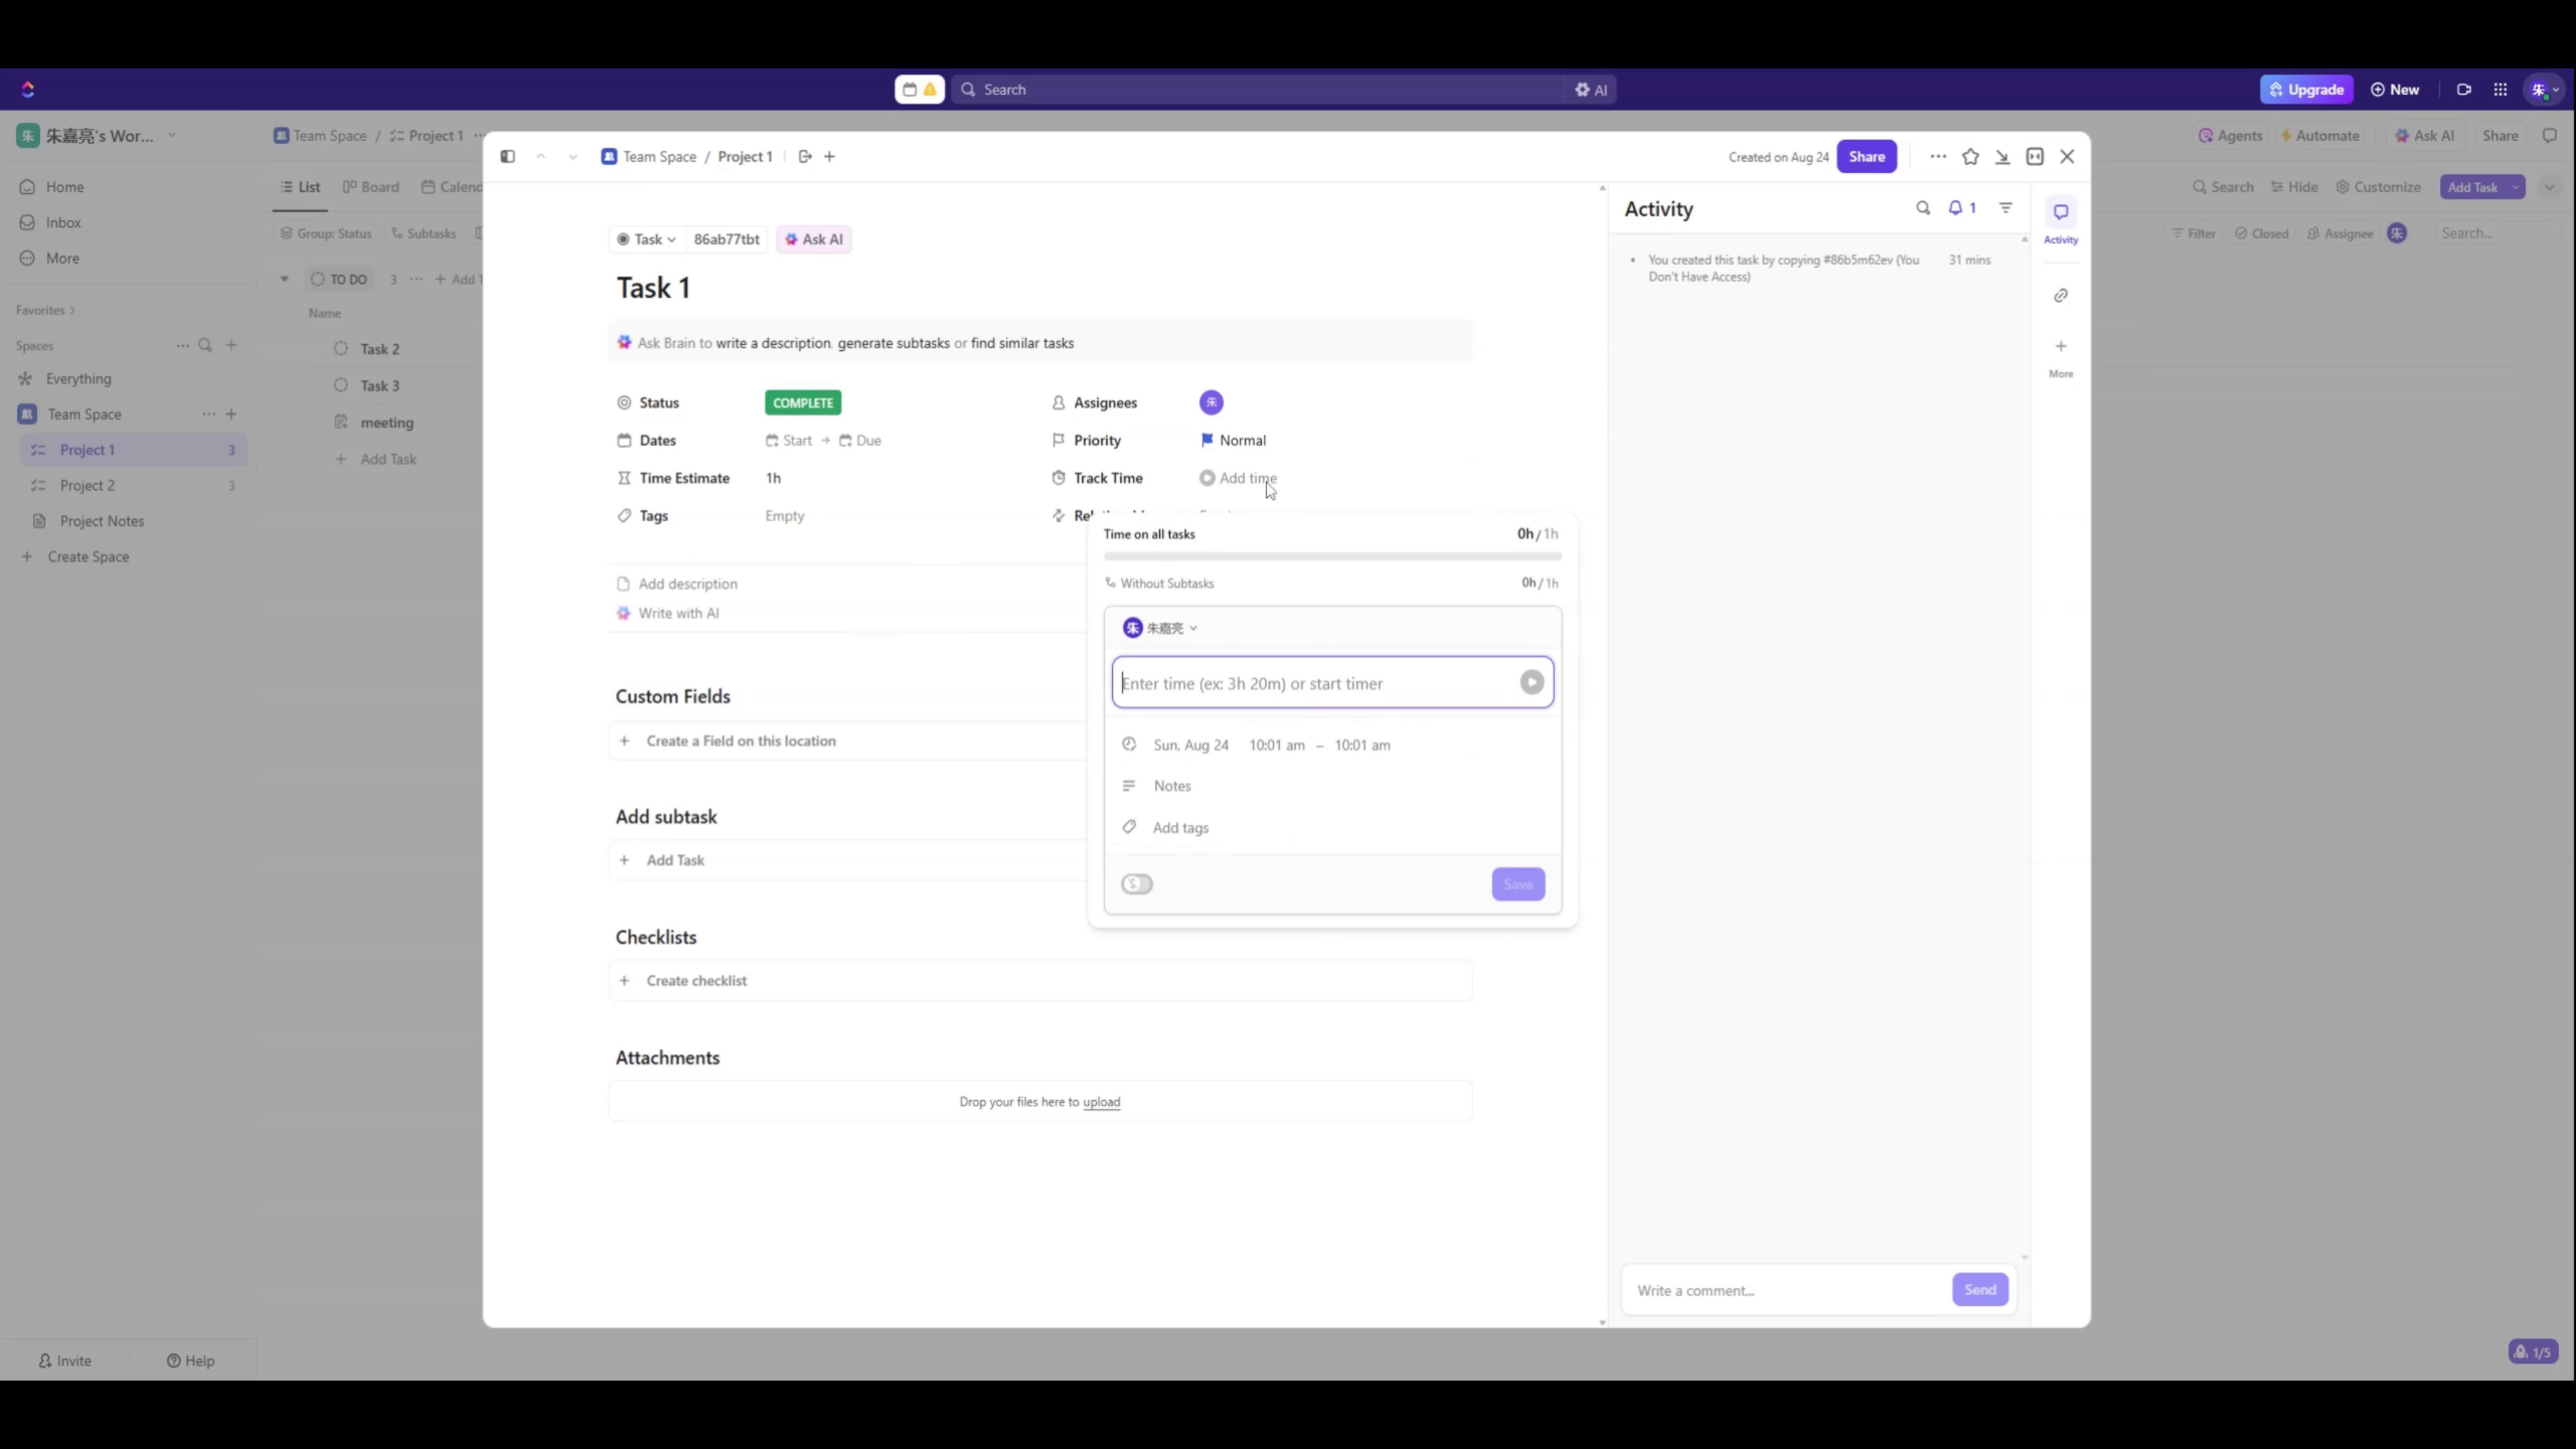 Search
AI
Upgrade
New
朱
朱 朱嘉亮's Wor...
Team Space / Project 1 ...
Agents
Automate
Ask AI
Share
Home
Inbox
More
Favorites
Spaces
Everything
Team Space
Project 1 3
Project 2 3
Project Notes
Create Space
Invite
Help
List
Board
Calend
Search
Hide
Customize
Add Task
Group: Status
Subtasks
Filter
Closed
Assignee
朱
Search...
TO DO 3 ... + Add T
Name
Task 2
Task 3
meeting
Add Task
Team Space / Project 1
Created on Aug 24
Share
Task
86ab77tbt
Ask AI
Task 1
Ask Brain to write a description, generate subtasks or find similar tasks
Status COMPLETE
Assignees 朱
Dates Start → Due
Priority Normal
Time Estimate 1h
Track Time Add time
Tags Empty
Time on all tasks 0h / 1h
Without Subtasks 0h / 1h
朱 朱嘉亮
Enter time (ex: 3h 20m) or start timer
Sun, Aug 24 10:01 am – 10:01 am
Notes
Add tags
Save
Add description
Write with AI
Custom Fields
+ Create a Field on this location
Add subtask
+ Add Task
Checklists
+ Create checklist
Attachments
Drop your files here to upload
Activity
1
You created this task by copying #86b5m62ev (You
Don't Have Access)
31 mins
Activity
More
Write a comment...
Send
1/5